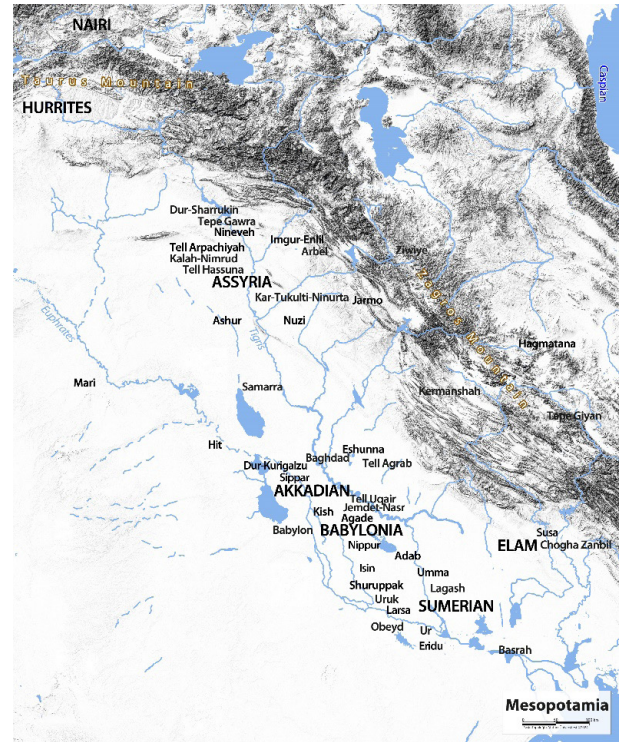 NAIRI
Taurus Mountain
HURRITES
Caspian
Dur-Sharrukin
Tepe Gawra
Nineveh
Imgur-Enlil
Tell Arpachiyah
Arbel
Ziwiye
Kalah-Nimrud
Tell Hassuna
ASSYRIA
Kar-Tukulti-Ninurta
Jarmo
Zagros Mountain
Euphrates
Ashur
Nuzi
Tigris
Hagmatana
Mari
Samarra
Kermanshah
Tepe Giyan
Hit
Eshunna
Baghdad
Tell Agrab
Dur-Kurigalzu
Sippar
AKKADIAN
Tell Uqair
Jemdet-Nasr
Kish
Agade
Babylon
BABYLONIA
Susa
Nippur
ELAM
Chogha Zanbil
Adab
Isin
Umma
Shuruppak
Lagash
Uruk
Larsa
SUMERIAN
Obeyd
Ur
Eridu
Basrah
Mesopotamia